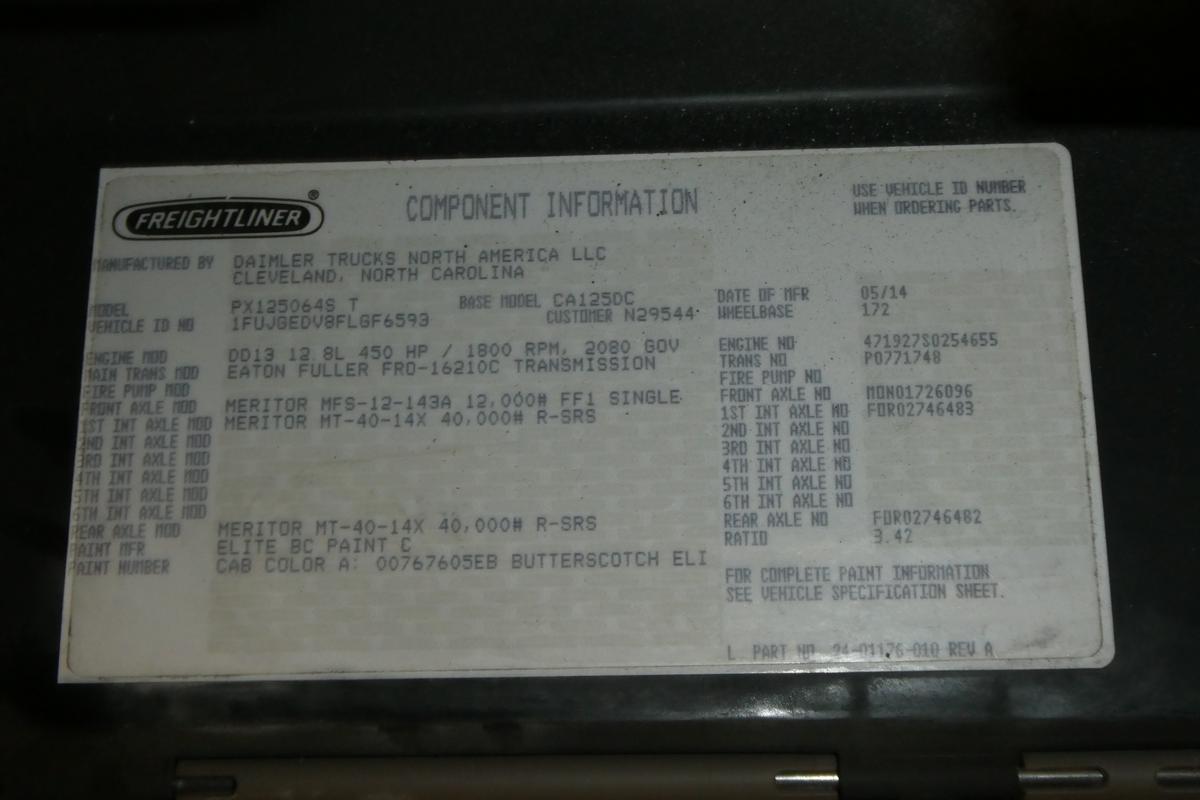 FREIGHTLINER ®
COMPONENT INFORMATION
USE VEHICLE ID NUMBER
WHEN ORDERING PARTS.
MANUFACTURED BY DAIMLER TRUCKS NORTH AMERICA LLC
CLEVELAND, NORTH CAROLINA
MODEL PX125064S T BASE MODEL CA125DC DATE OF MFR 05/14
VEHICLE ID NO 1FUJGEDV8FLGF6593 CUSTOMER N29544 WHEELBASE 172
ENGINE MOD DD13 12.8L 450 HP / 1800 RPM, 2080 GOV ENGINE NO 471927S0254655
MAIN TRANS MOD EATON FULLER FRO-16210C TRANSMISSION TRANS NO P0771748
FIRE PUMP MOD FIRE PUMP NO
FRONT AXLE MOD MERITOR MFS-12-143A 12,000# FF1 SINGLE FRONT AXLE NO MON01726096
1ST INT AXLE MOD MERITOR MT-40-14X 40,000# R-SRS 1ST INT AXLE NO FOR02746483
2ND INT AXLE MOD 2ND INT AXLE NO
3RD INT AXLE MOD 3RD INT AXLE NO
4TH INT AXLE MOD 4TH INT AXLE NO
5TH INT AXLE MOD 5TH INT AXLE NO
6TH INT AXLE MOD 6TH INT AXLE NO
REAR AXLE MOD MERITOR MT-40-14X 40,000# R-SRS REAR AXLE NO FOR02746482
PAINT MFR ELITE BC PAINT C RATIO 3.42
PAINT NUMBER CAB COLOR A: 00767605EB BUTTERSCOTCH ELI
FOR COMPLETE PAINT INFORMATION
SEE VEHICLE SPECIFICATION SHEET.
L PART NO 24-01176-010 REV A